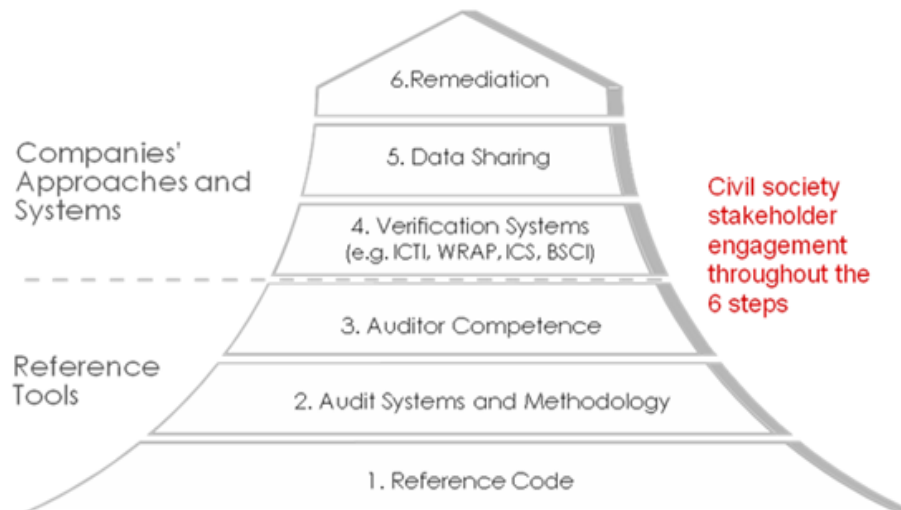 6.Remediation
5. Data Sharing
4. Verification Systems
(e.g. ICTI, WRAP, ICS, BSCI)
3. Auditor Competence
2. Audit Systems and Methodology
1. Reference Code
Companies'
Approaches and
Systems
Reference
Tools
Civil society
stakeholder
engagement
throughout the
6 steps